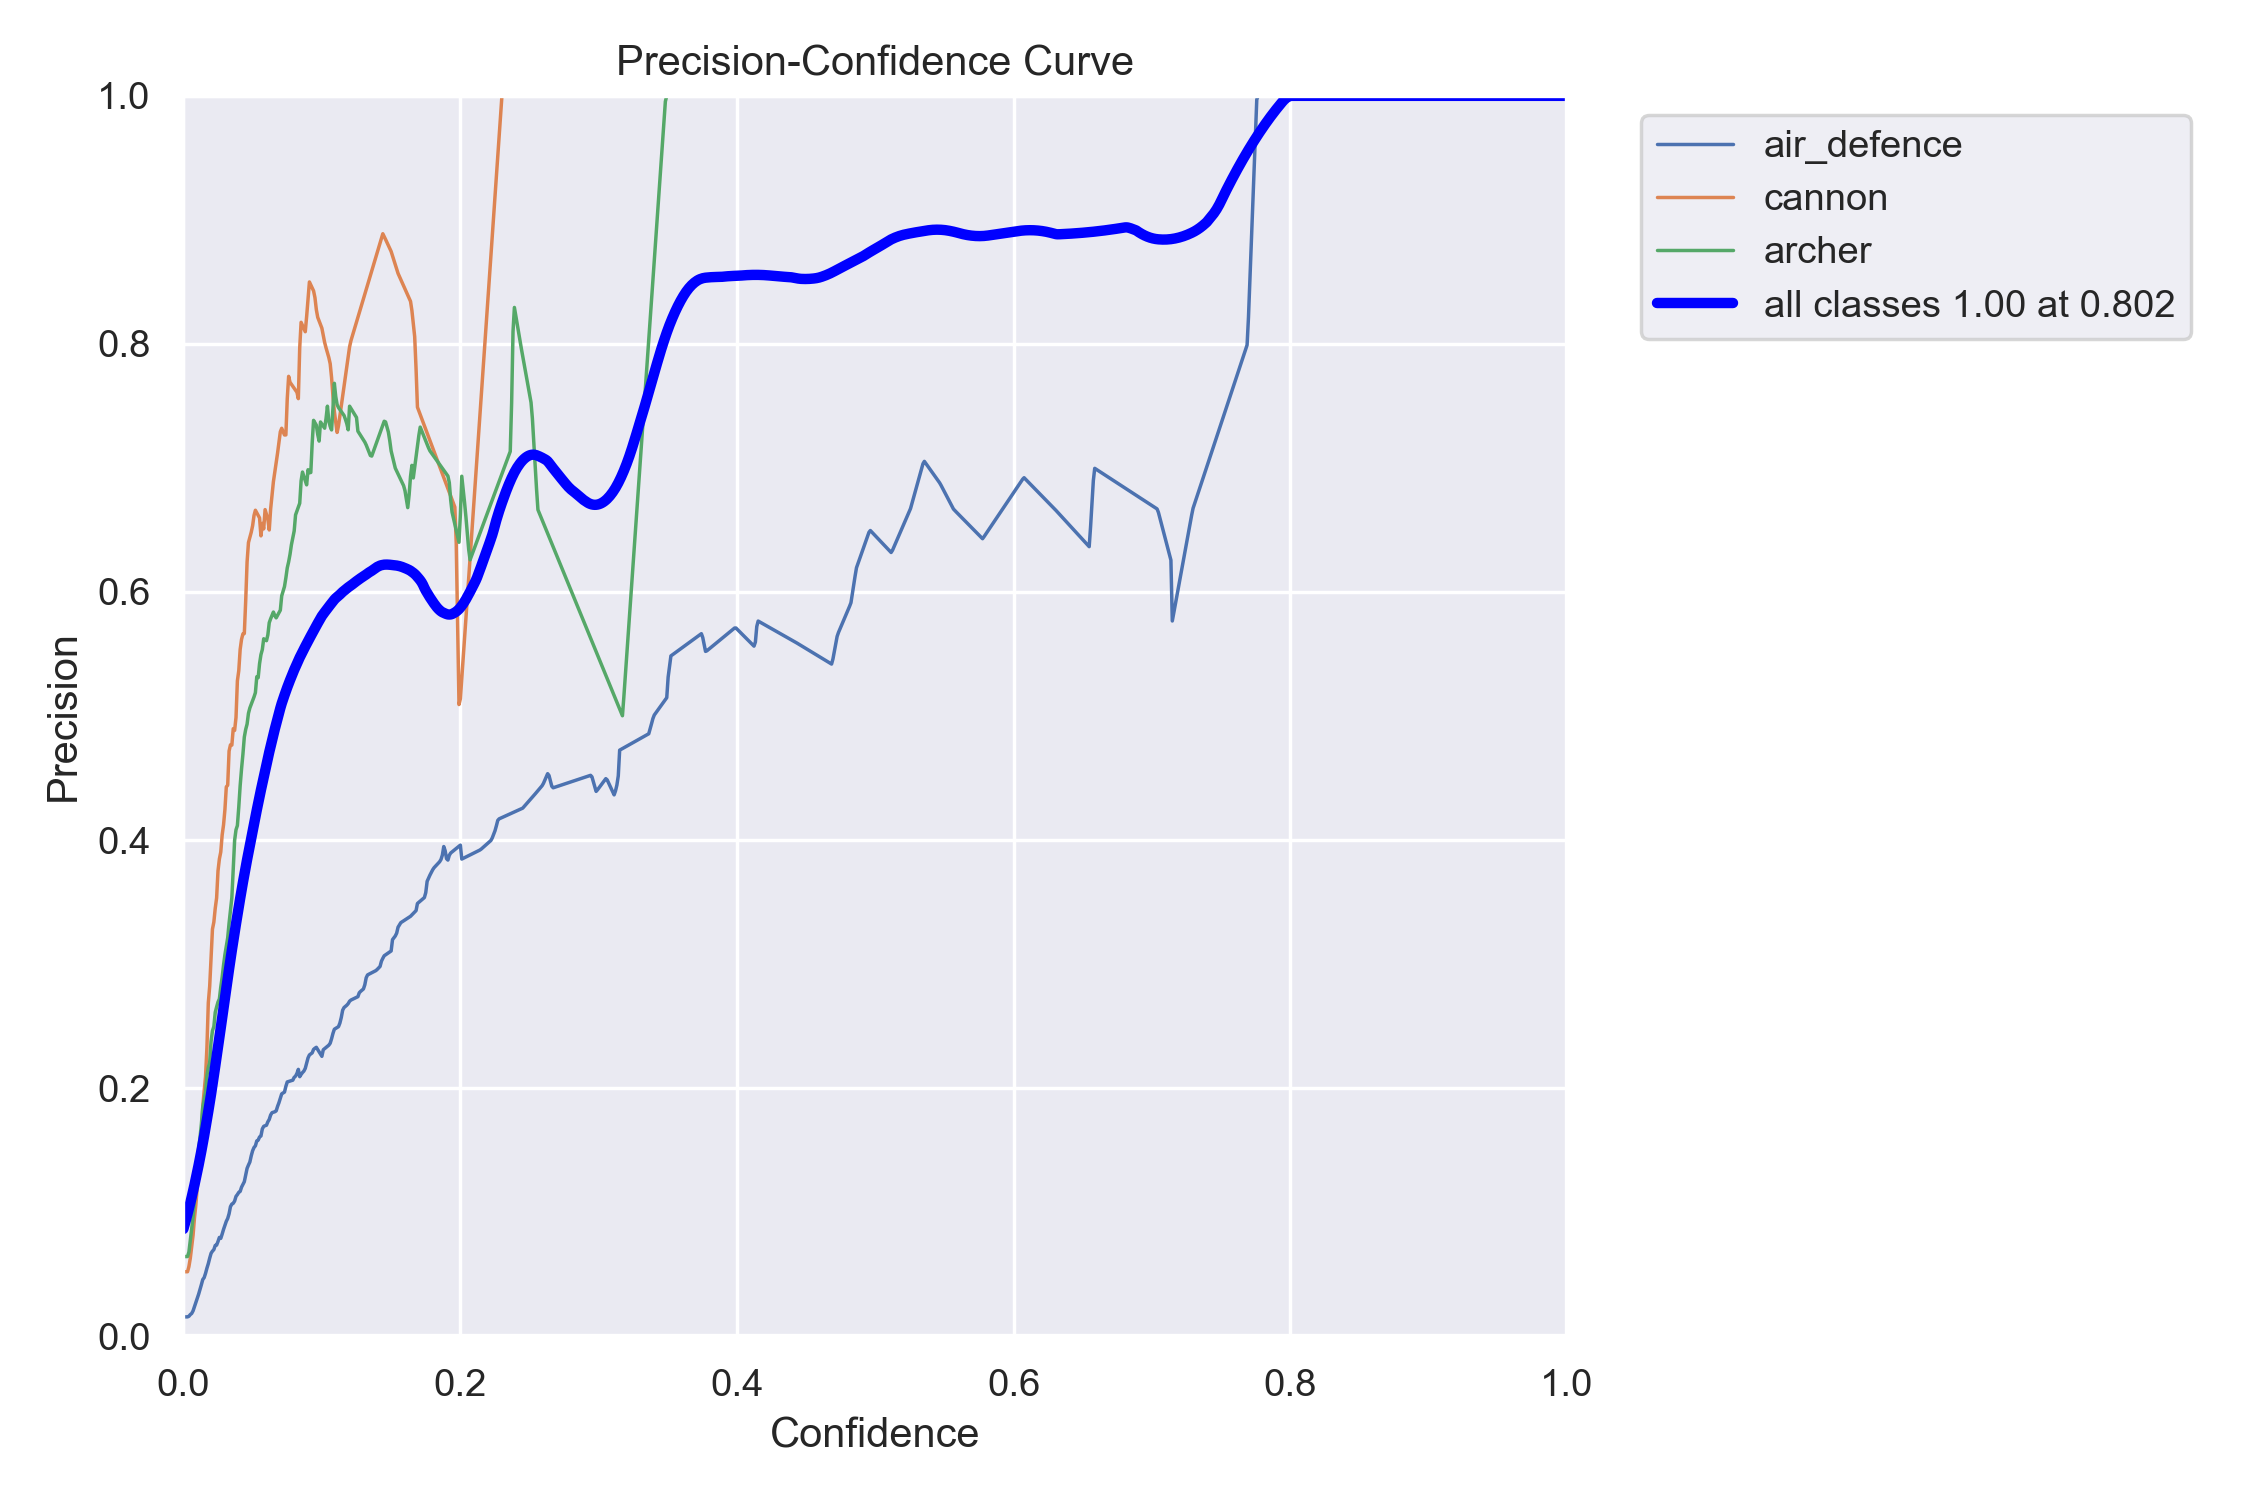 Precision-Confidence Curve
1.0
0.8
0.6
0.4
0.2
0.0
Precision
0.0 0.2 0.4 0.6 0.8 1.0
Confidence
air_defence
cannon
archer
all classes 1.00 at 0.802